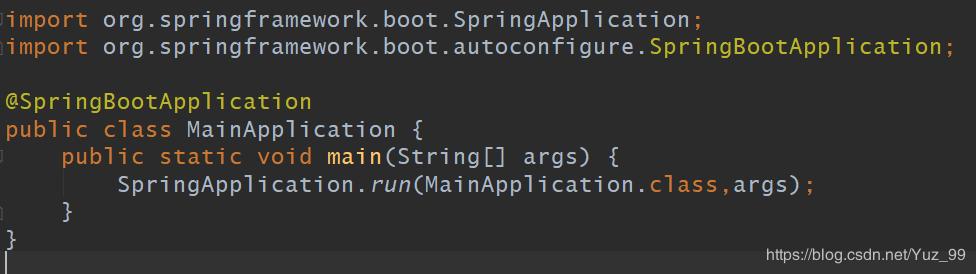 import org.springframework.boot.SpringApplication;
import org.springframework.boot.autoconfigure.SpringBootApplication;
@SpringBootApplication
public class MainApplication {
    public static void main(String[] args) {
        SpringApplication.run(MainApplication.class,args);
    }
}
https://blog.csdn.net/Yuz_99